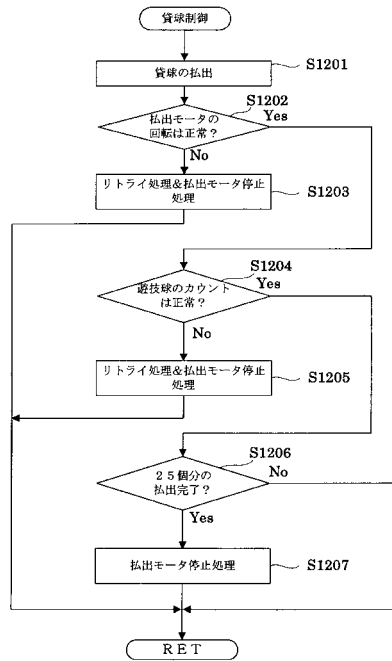 貸球制御
貸球の払出
S1201
S1202
払出モータの
回転は正常?
Yes
No
リトライ処理&払出モータ停止
処理
S1203
S1204
遊技球のカウント
は正常?
Yes
No
リトライ処理&払出モータ停止
処理
S1205
S1206
25個分の
払出完了?
No
Yes
払出モータ停止処理
S1207
RET